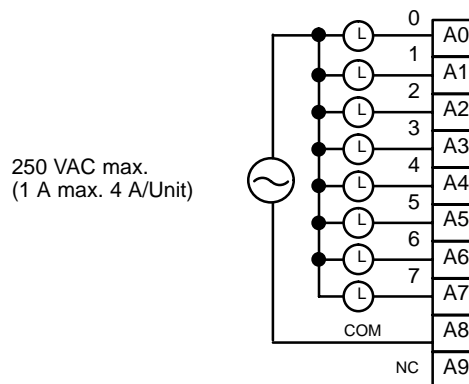 0
L
A0
1
L
A1
2
L
A2
3
L
A3
250 VAC max.
(1 A max. 4 A/Unit)
4
L
A4
5
L
A5
6
L
A6
7
L
A7
COM
A8
NC
A9